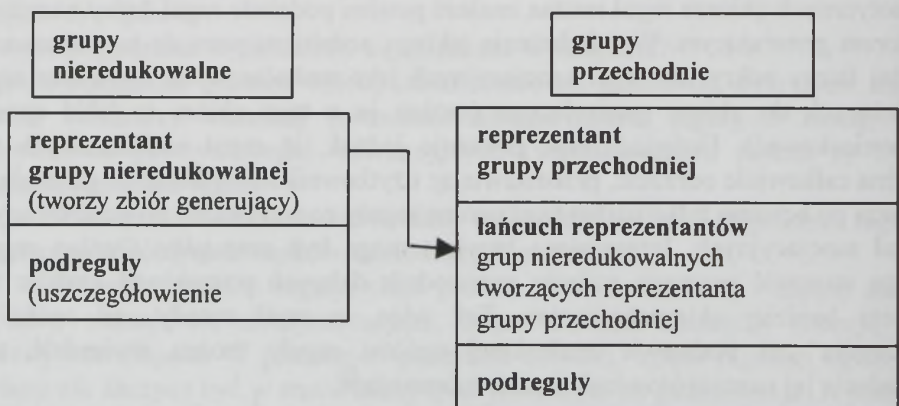 grupy
nieredukowalne
reprezentant
grupy nieredukowalnej
(tworzy zbiór generujący)
podreguły
(uszczegółowienie
grupy
przechodnie
reprezentant
grupy przechodniej
łańcuch reprezentantów
grup nieredukowalnych
tworzących reprezentanta
grupy przechodniej
podreguły